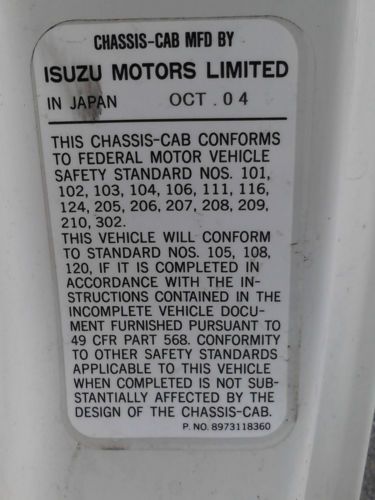 CHASSIS-CAB MFD BY
ISUZU MOTORS LIMITED
IN JAPAN OCT . 04
THIS CHASSIS-CAB CONFORMS
TO FEDERAL MOTOR VEHICLE
SAFETY STANDARD NOS. 101,
102, 103, 104, 106, 111, 116,
124, 205, 206, 207, 208, 209,
210, 302.
THIS VEHICLE WILL CONFORM
TO STANDARD NOS. 105, 108,
120, IF IT IS COMPLETED IN
ACCORDANCE WITH THE IN-
STRUCTIONS CONTAINED IN THE
INCOMPLETE VEHICLE DOCU-
MENT FURNISHED PURSUANT TO
49 CFR PART 568. CONFORMITY
TO OTHER SAFETY STANDARDS
APPLICABLE TO THIS VEHICLE
WHEN COMPLETED IS NOT SUB-
STANTIALLY AFFECTED BY THE
DESIGN OF THE CHASSIS-CAB.
P. NO. 8973118360